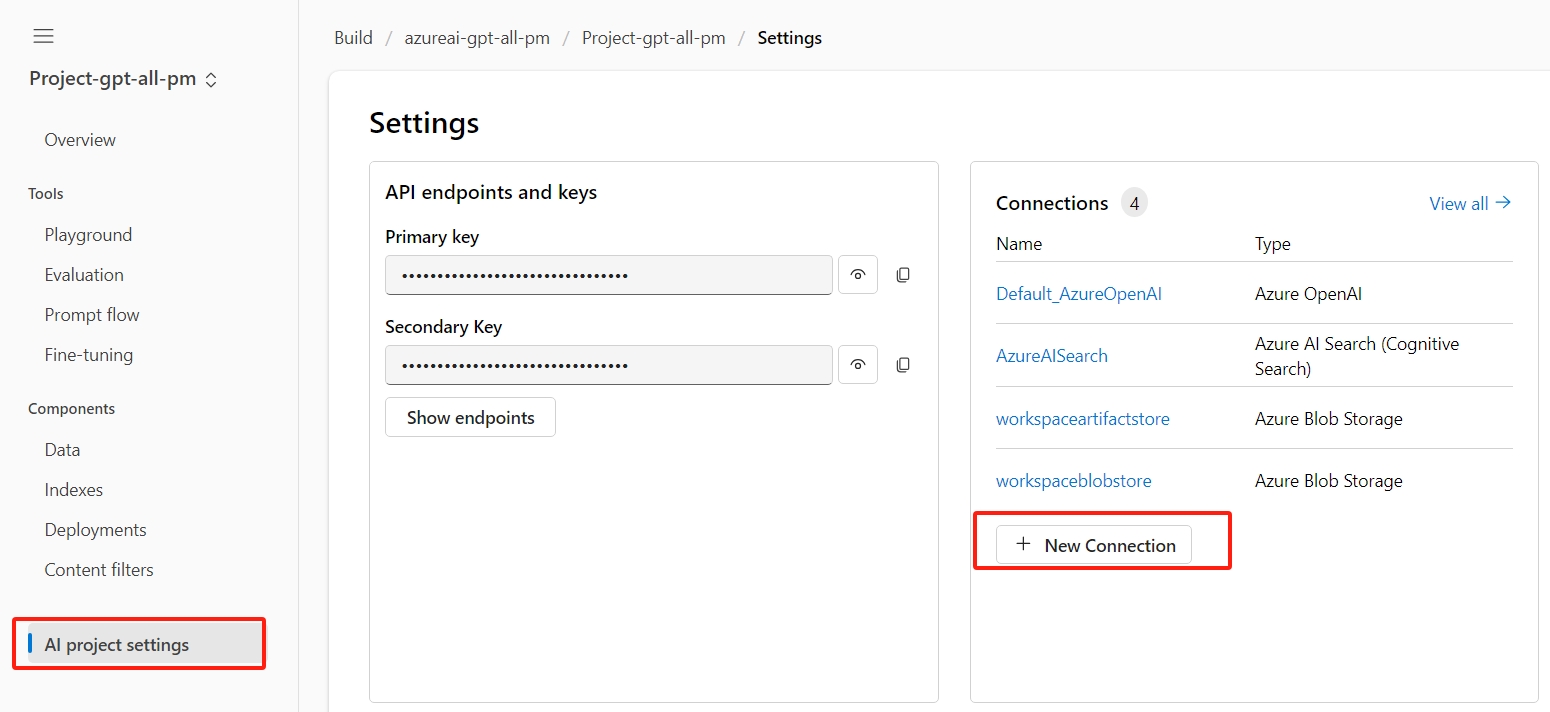 Project-gpt-all-pm
Overview
Tools
Playground
Evaluation
Prompt flow
Fine-tuning
Components
Data
Indexes
Deployments
Content filters
AI project settings
Build / azureai-gpt-all-pm / Project-gpt-all-pm / Settings
Settings
API endpoints and keys
Primary key
••••••••••••••••••••••••••••••••
Secondary Key
••••••••••••••••••••••••••••••••
Show endpoints
Connections 4 View all →
Name Type
Default_AzureOpenAI Azure OpenAI
AzureAISearch Azure AI Search (Cognitive
Search)
workspaceartifactstore Azure Blob Storage
workspaceblobstore Azure Blob Storage
+ New Connection